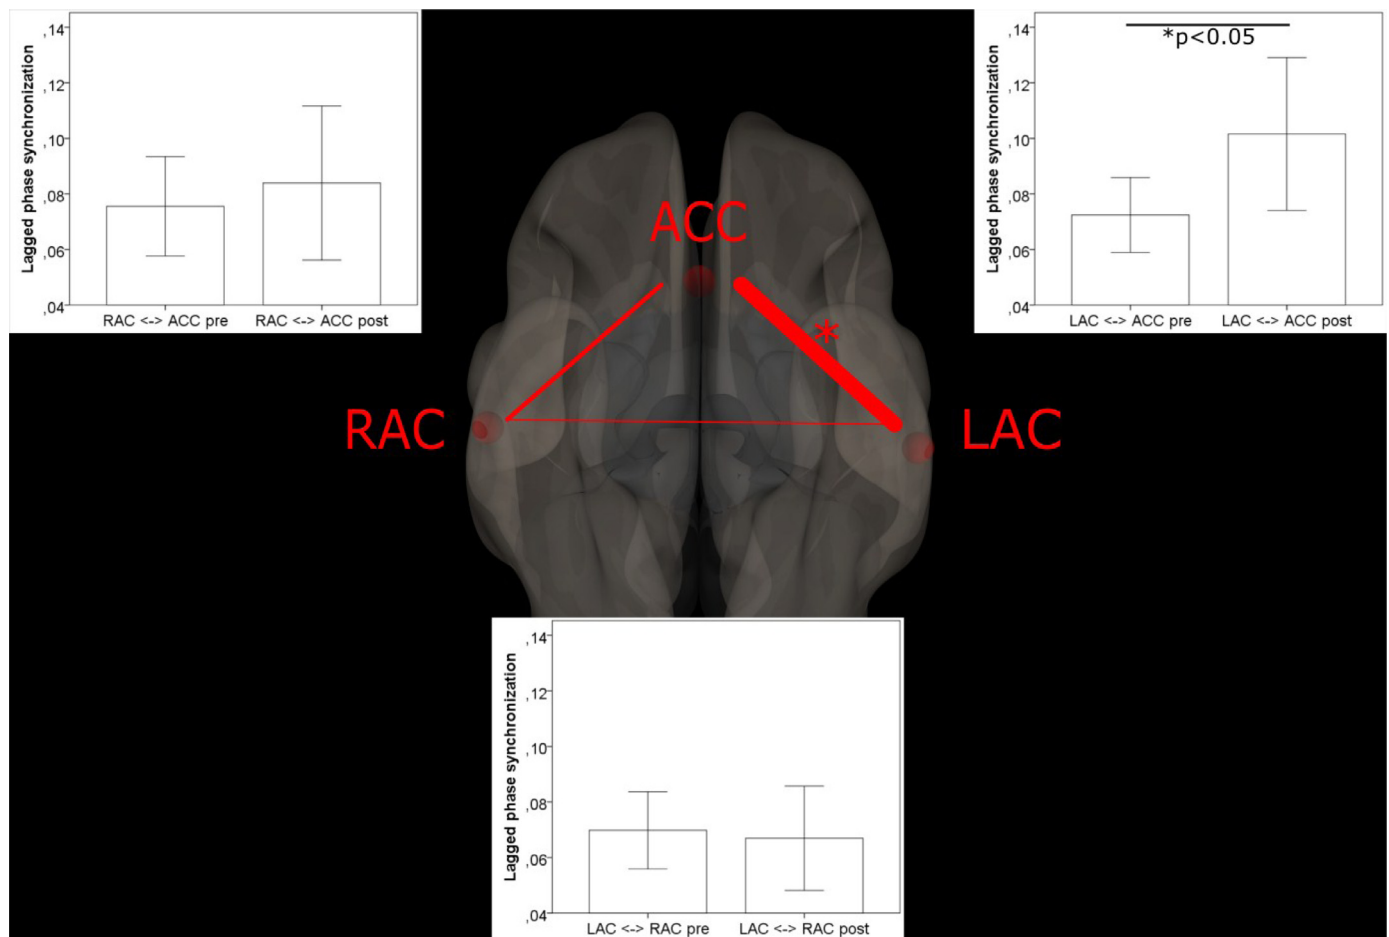 Lagged phase synchronization
,14
,12
,10
,08
,06
,04
RAC <-> ACC pre
RAC <-> ACC post
Lagged phase synchronization
,14
,12
,10
,08
,06
,04
*p<0.05
LAC <-> ACC pre
LAC <-> ACC post
ACC
*
RAC
LAC
Lagged phase synchronization
,14
,12
,10
,08
,06
,04
LAC <-> RAC pre
LAC <-> RAC post